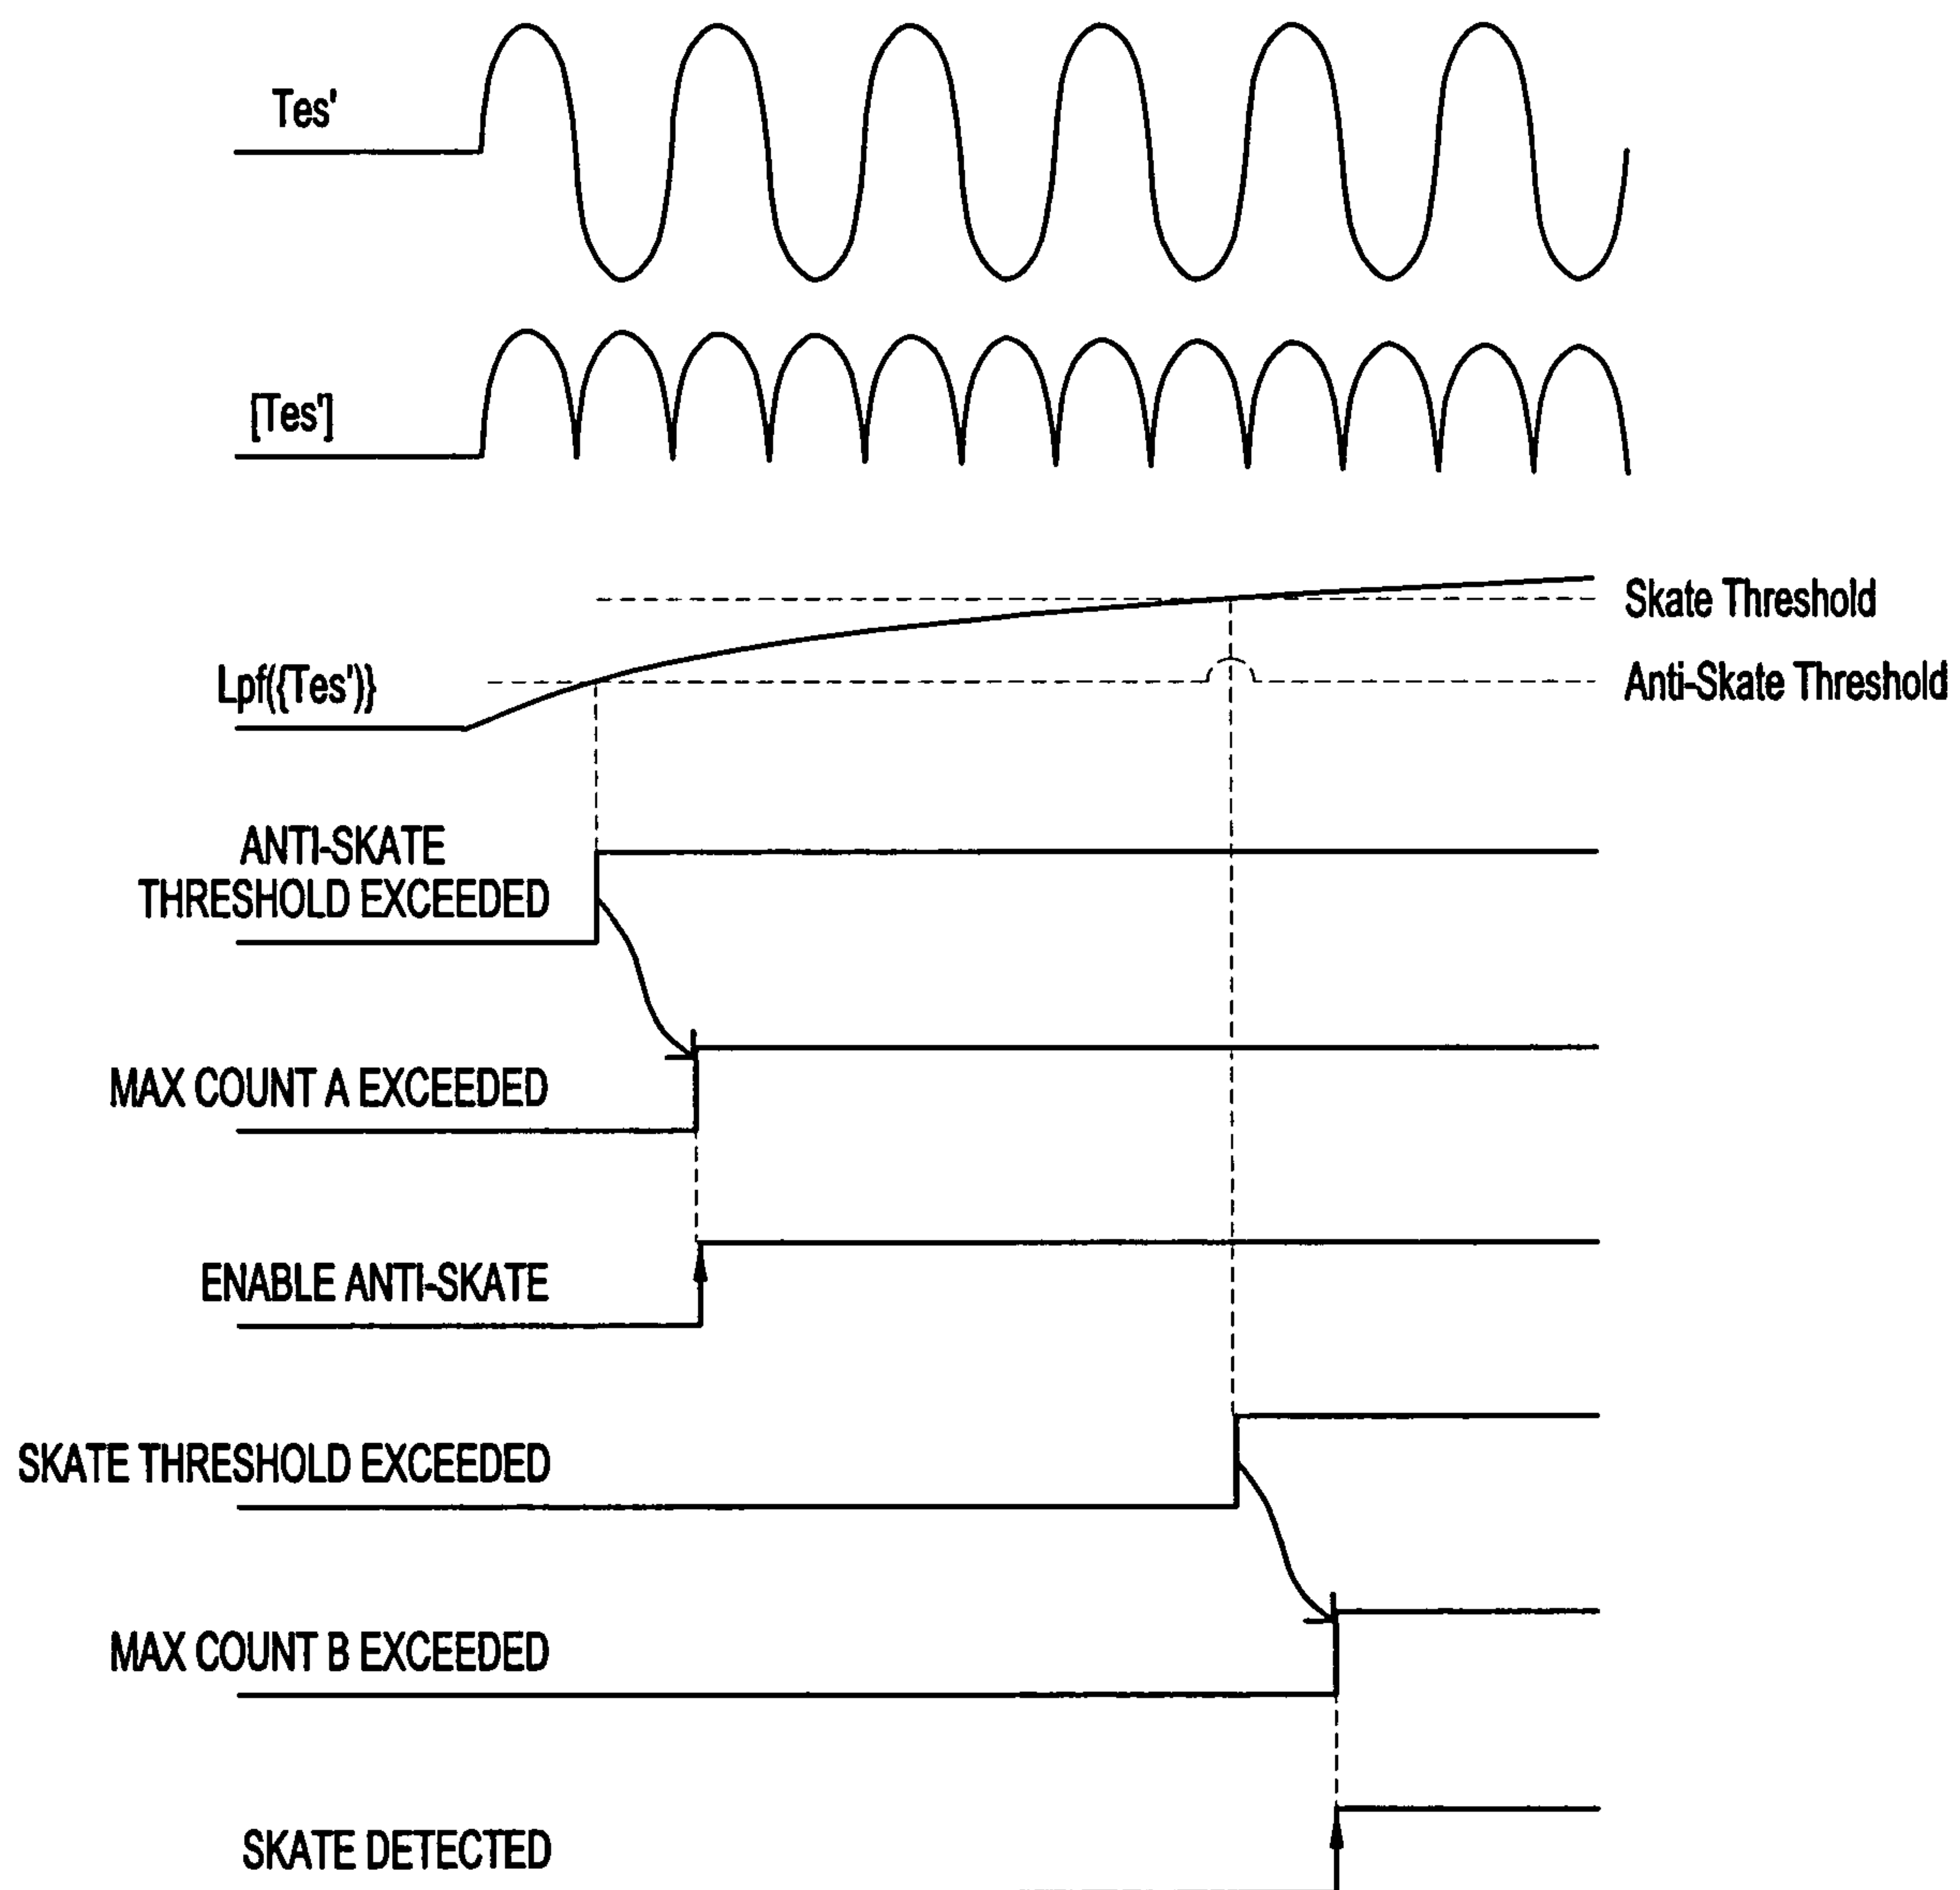 Tes'
[Tes']
Skate Threshold
Lpf({Tes')}
Anti-Skate Threshold
ANTI-SKATE
THRESHOLD EXCEEDED
MAX COUNT A EXCEEDED
ENABLE ANTI-SKATE
SKATE THRESHOLD EXCEEDED
MAX COUNT B EXCEEDED
SKATE DETECTED